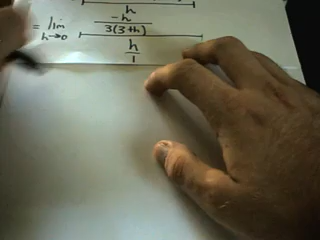 h
= lim h→0 -h
3(3+h)
h
1